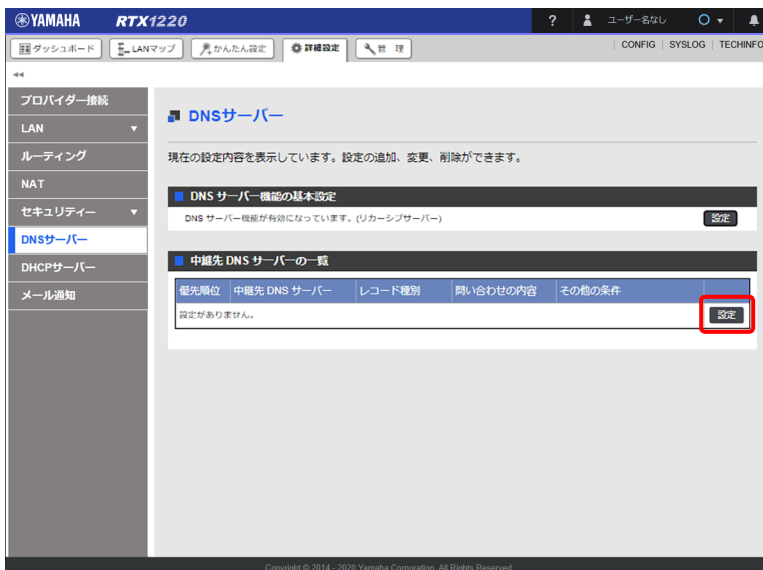 YAMAHA RTX1220 ? ユーザーなし
ダッシュボード LANマップ かんたん設定 詳細設定 管 理 CONFIG SYSLOG TECHINFO
プロバイダー接続
LAN
ルーティング
NAT
セキュリティー
DNSサーバー
DHCPサーバー
メール通知
DNSサーバー
現在の設定内容を表示しています。設定の追加、変更、削除ができます。
DNS サーバー機能の基本設定
DNS サーバー機能が有効になっています。(リカーシブサーバー) 設定
中継先 DNS サーバーの一覧
優先順位 中継先 DNS サーバー レコード種別 問い合わせの内容 その他の条件
設定がありません。 設定
Copyright © 2014 - 2020 Yamaha Corporation. All Rights Reserved.